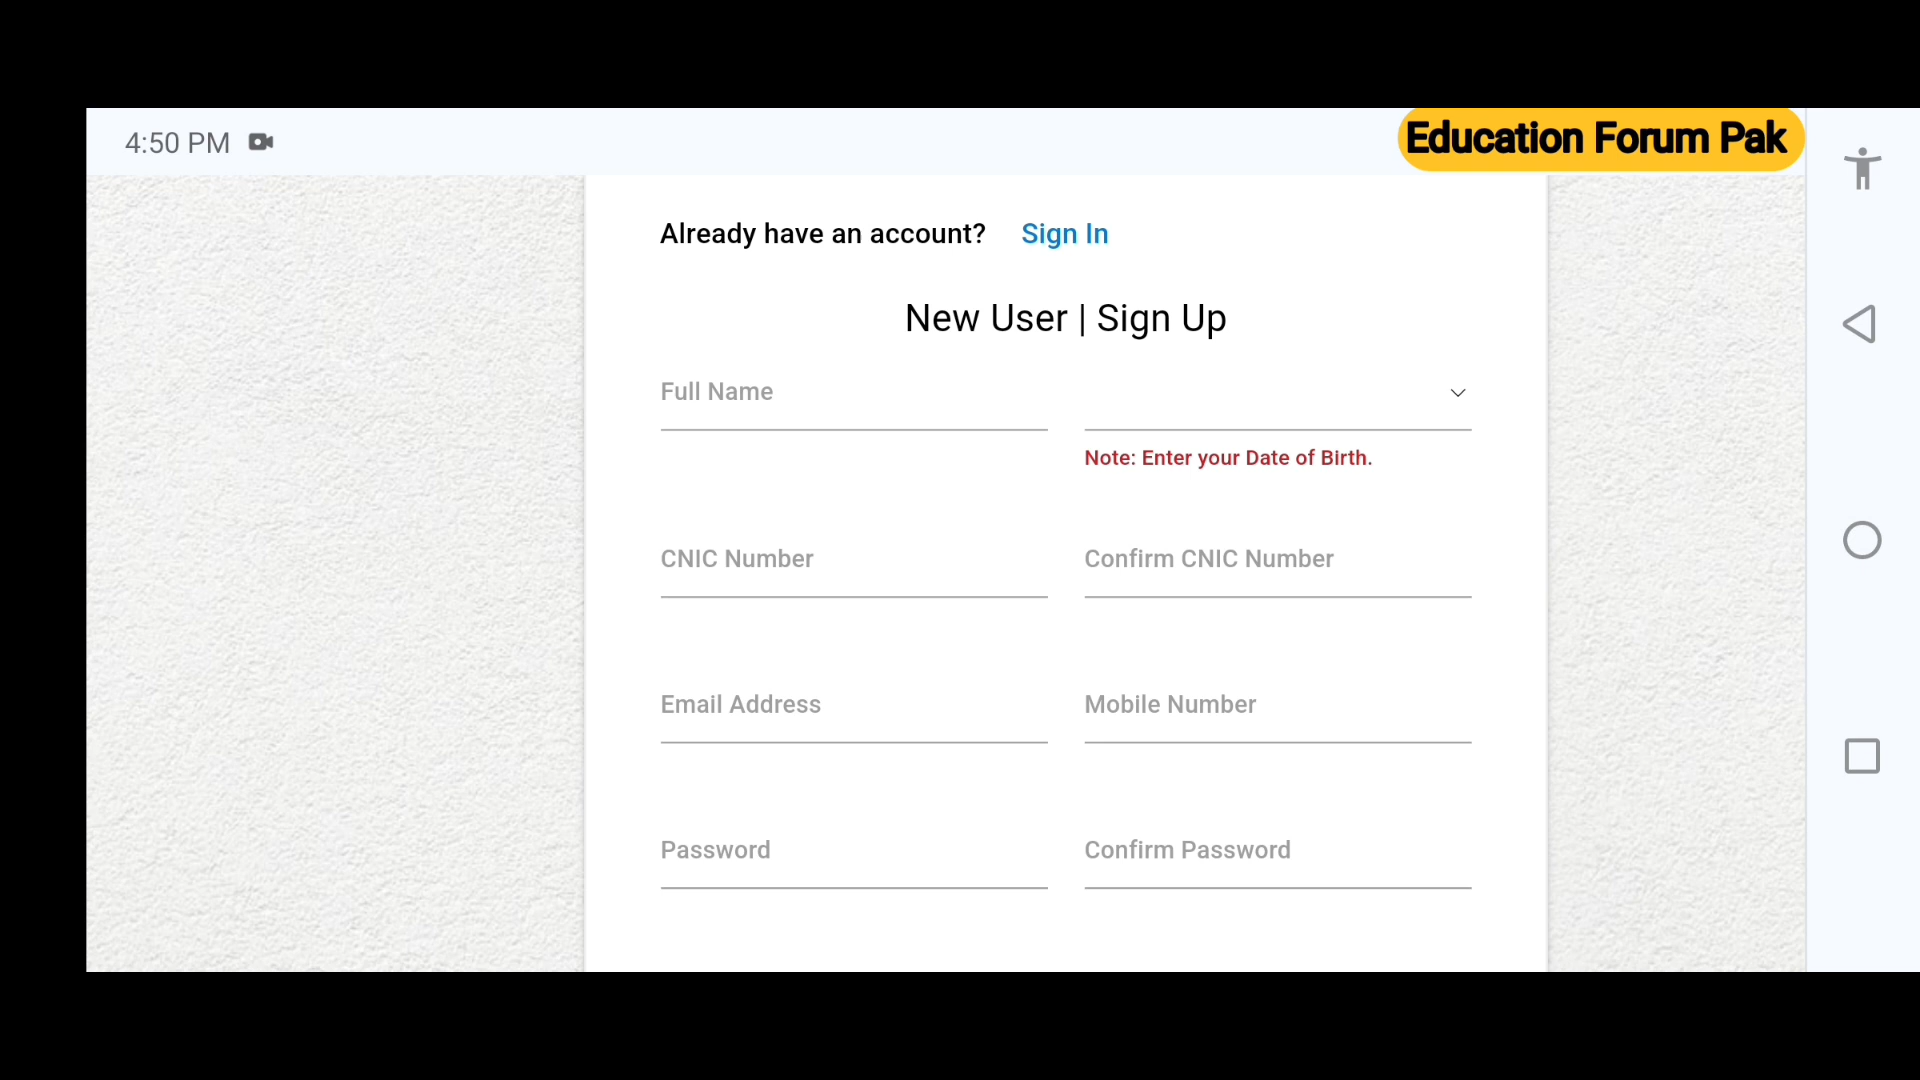 4:50 PM
Education Forum Pak
Already have an account? Sign In
New User | Sign Up
Full Name
Note: Enter your Date of Birth.
CNIC Number
Confirm CNIC Number
Email Address
Mobile Number
Password
Confirm Password